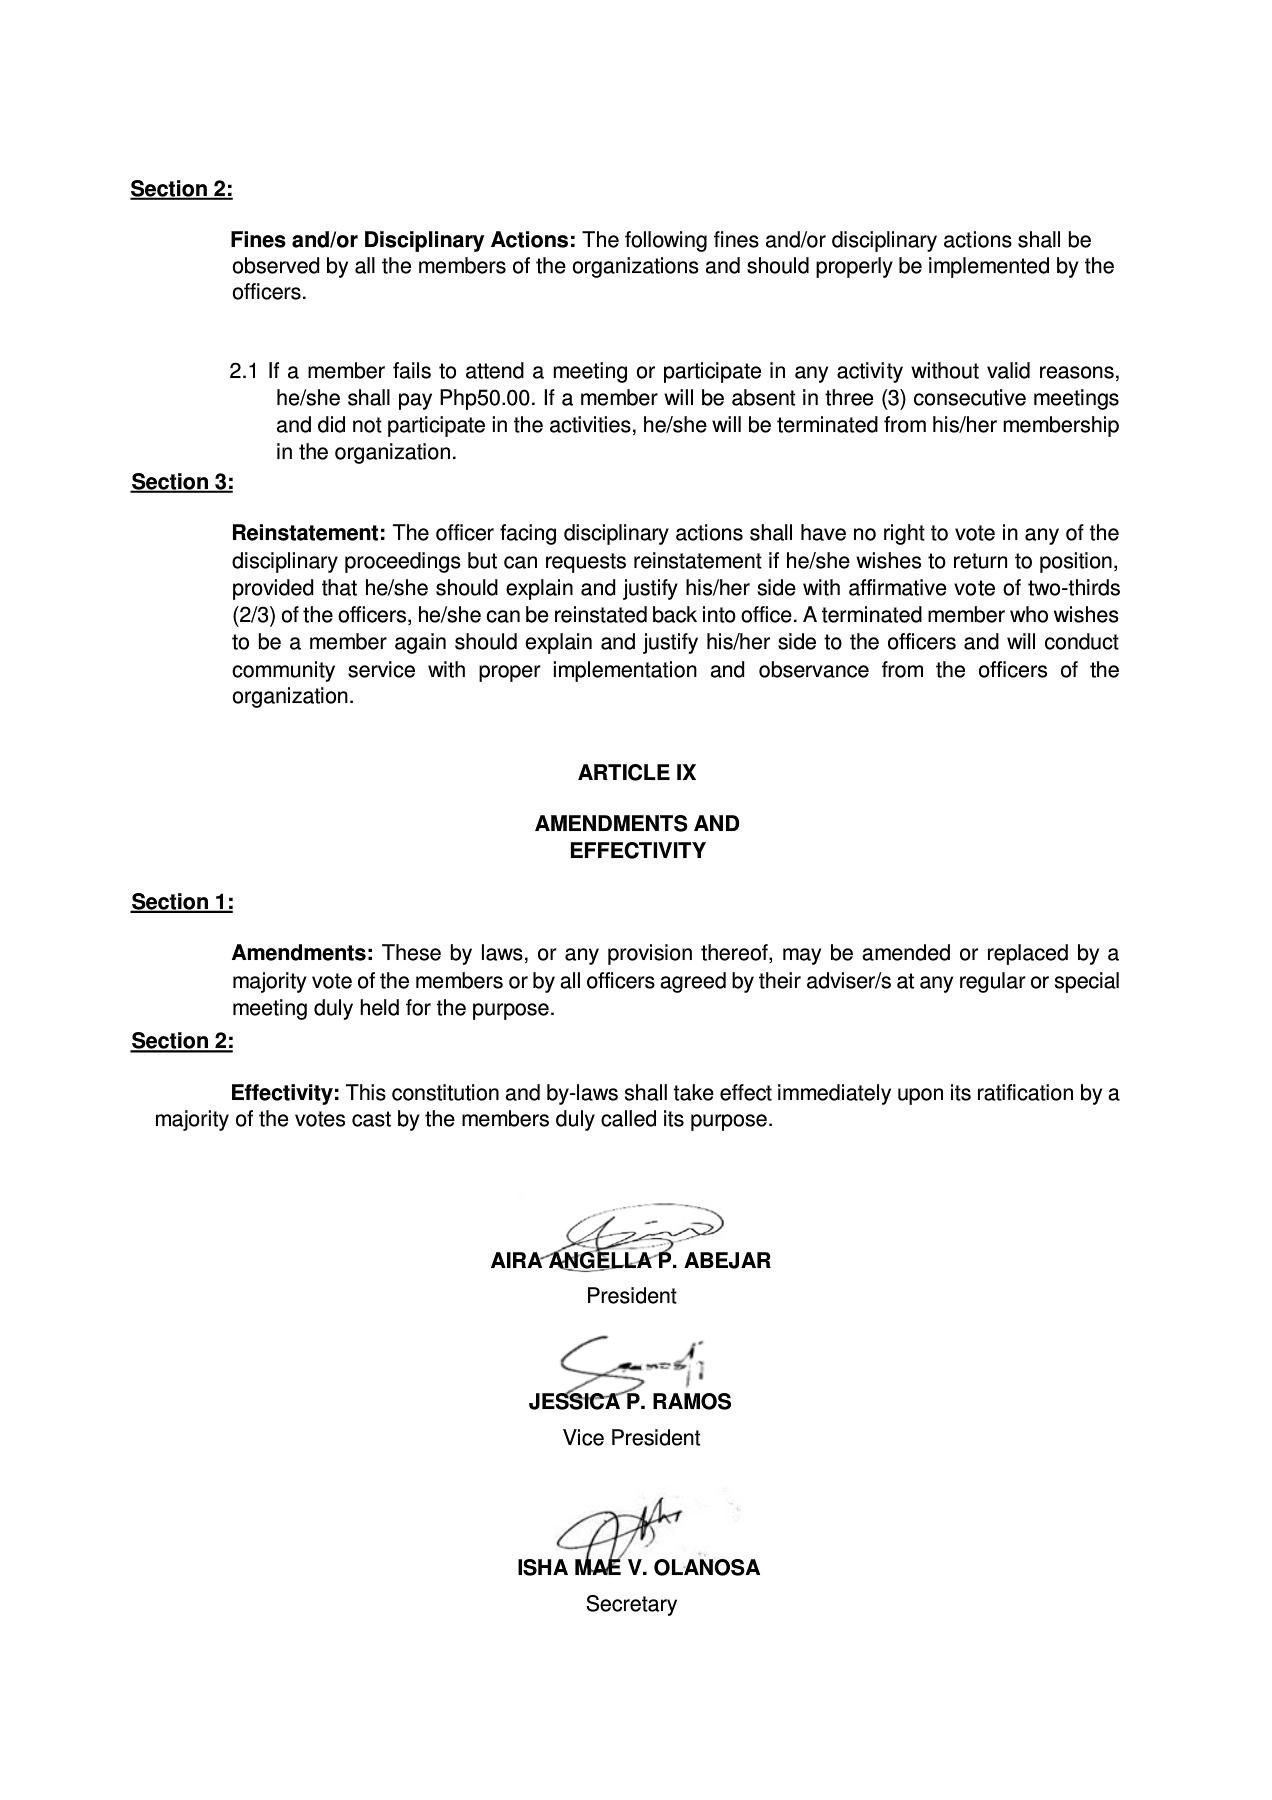 Section 2:
Fines and/or Disciplinary Actions: The following fines and/or disciplinary actions shall be
observed by all the members of the organizations and should properly be implemented by the
officers.
2.1 If a member fails to attend a meeting or participate in any activity without valid reasons,
he/she shall pay Php50.00. If a member will be absent in three (3) consecutive meetings
and did not participate in the activities, he/she will be terminated from his/her membership
in the organization.
Section 3:
Reinstatement: The officer facing disciplinary actions shall have no right to vote in any of the
disciplinary proceedings but can requests reinstatement if he/she wishes to return to position,
provided that he/she should explain and justify his/her side with affirmative vote of two-thirds
(2/3) of the officers, he/she can be reinstated back into office. A terminated member who wishes
to be a member again should explain and justify his/her side to the officers and will conduct
community service with proper implementation and observance from the officers of the
organization.
ARTICLE IX
AMENDMENTS AND
EFFECTIVITY
Section 1:
Amendments: These by laws, or any provision thereof, may be amended or replaced by a
majority vote of the members or by all officers agreed by their adviser/s at any regular or special
meeting duly held for the purpose.
Section 2:
Effectivity: This constitution and by-laws shall take effect immediately upon its ratification by a
majority of the votes cast by the members duly called its purpose.
AIRA ANGELLA P. ABEJAR
President
JESSICA P. RAMOS
Vice President
ISHA MAE V. OLANOSA
Secretary